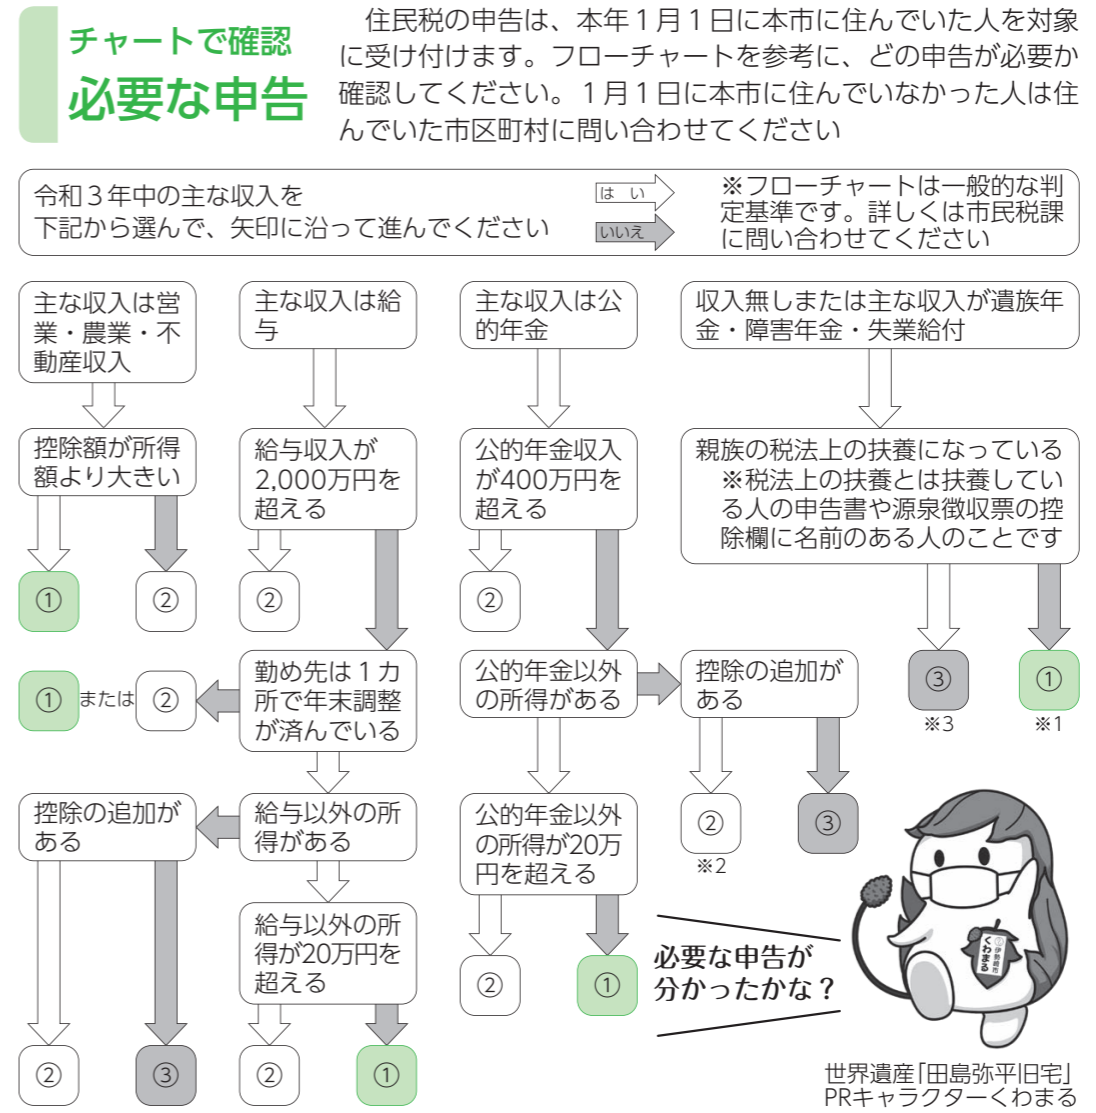 チャートで確認
必要な申告
住民税の申告は、本年１月１日に本市に住んでいた人を対象
に受け付けます。フローチャートを参考に、どの申告が必要か
確認してください。１月１日に本市に住んでいなかった人は住
んでいた市区町村に問い合わせてください
令和３年中の主な収入を
下記から選んで、矢印に沿って進んでください
はい
いいえ
※フローチャートは一般的な判
定基準です。詳しくは市民税課
に問い合わせてください
主な収入は営
業・農業・不
動産収入
主な収入は給
与
主な収入は公
的年金
収入無しまたは主な収入が遺族年
金・障害年金・失業給付
控除額が所得
額より大きい
給与収入が
2,000万円を
超える
公的年金収入
が400万円を
超える
親族の税法上の扶養になっている
※税法上の扶養とは扶養してい
る人の申告書や源泉徴収票の控
除欄に名前のある人のことです
①
②
②
②
①または②
勤め先は１カ
所で年末調整
が済んでいる
公的年金以外
の所得がある
控除の追加が
ある
③
※3
①
※1
控除の追加が
ある
給与以外の所
得がある
公的年金以外
の所得が20万
円を超える
②
※2
③
給与以外の所
得が20万円を
超える
②
①
必要な申告が
分かったかな？
伊勢崎市
くわまる
②
③
②
①
世界遺産「田島弥平旧宅」
PRキャラクターくわまる